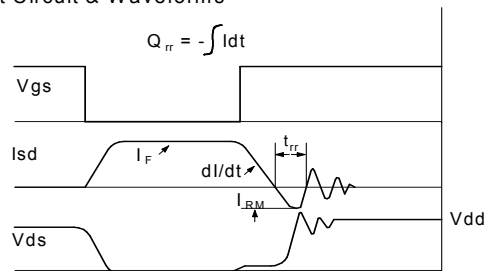 t Circuit & Waveforms
Q rr = - ∫ Idt
Vgs
Isd
I F
dI/dt
t rr
I RM
Vdd
Vds